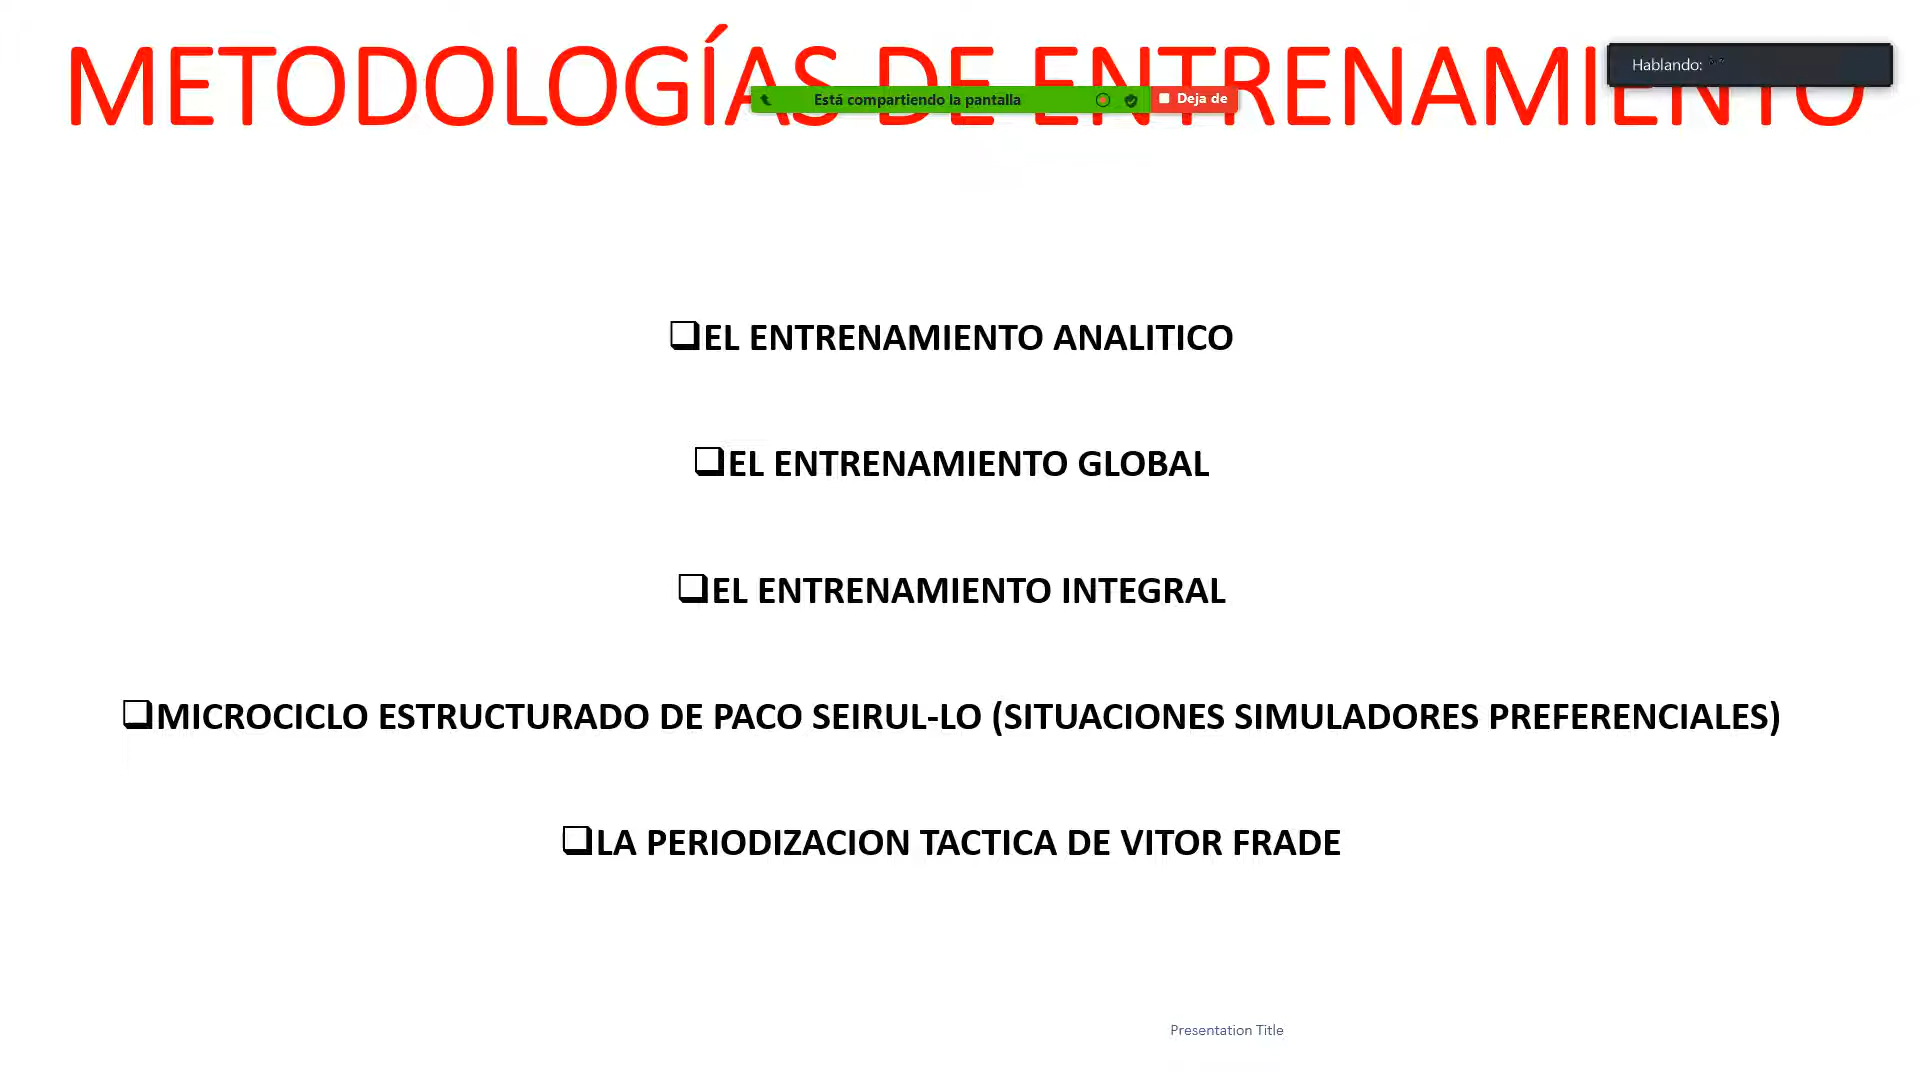 METODOLOGÍAS DE ENTRENAMIENTO
Hablando:
Está compartiendo la pantalla
Deja de
EL ENTRENAMIENTO ANALITICO
EL ENTRENAMIENTO GLOBAL
EL ENTRENAMIENTO INTEGRAL
MICROCICLO ESTRUCTURADO DE PACO SEIRUL-LO (SITUACIONES SIMULADORES PREFERENCIALES)
LA PERIODIZACION TACTICA DE VITOR FRADE
Presentation Title